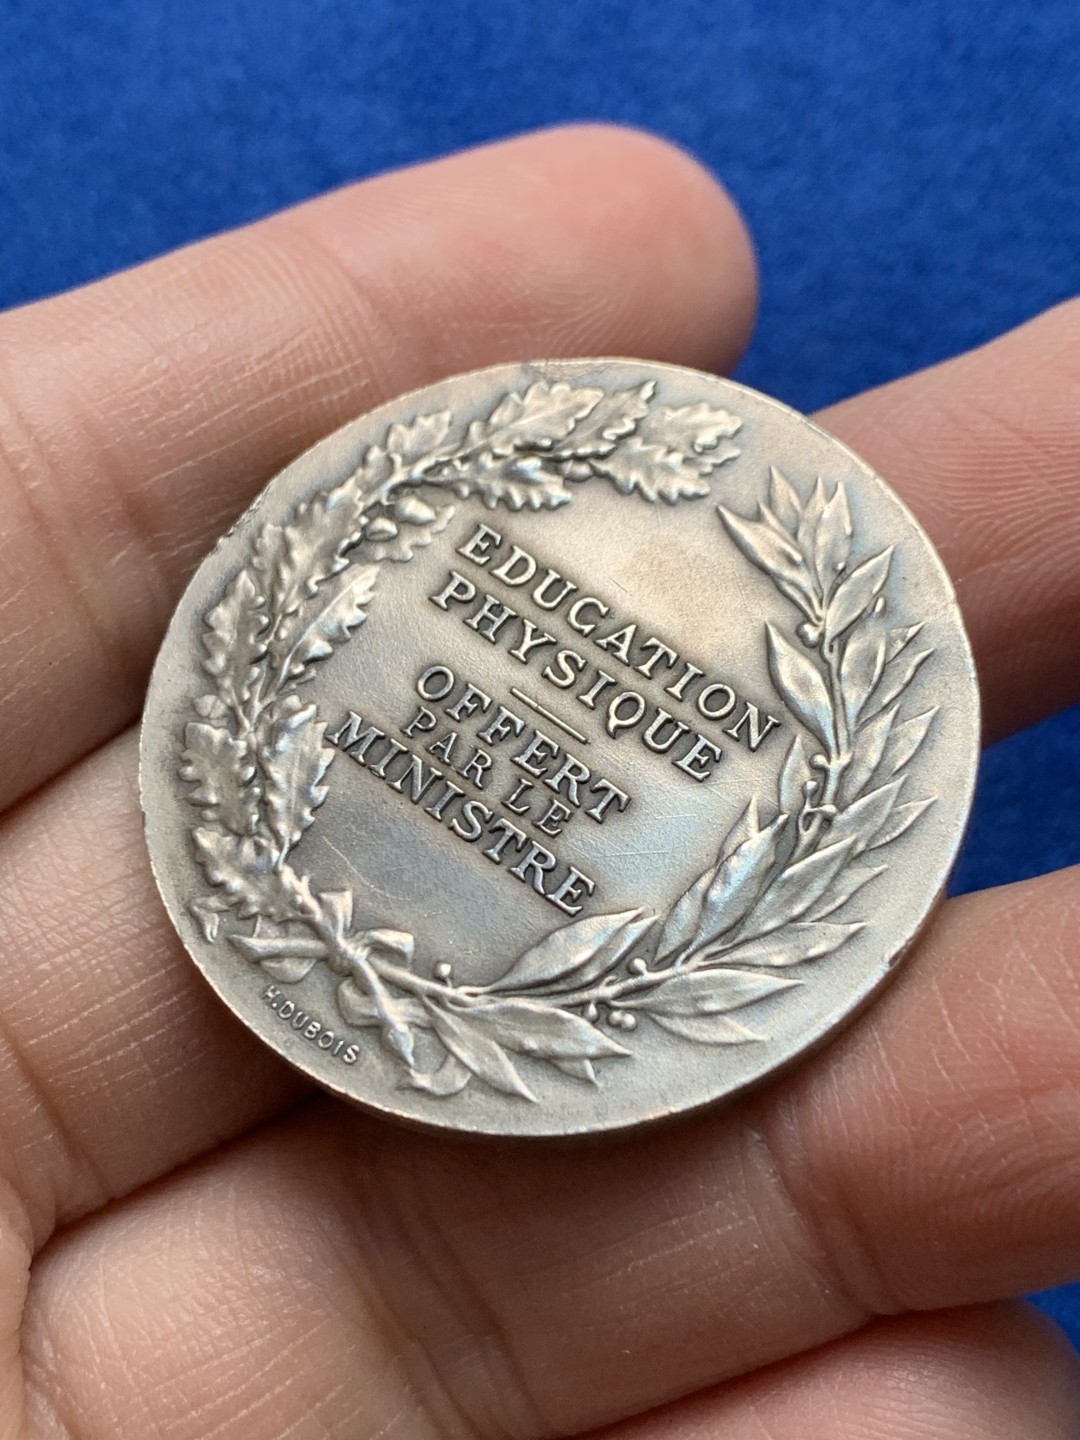 EDUCATION
PHYSIQUE
OFFERT
PAR LE
MINISTRE
H.DUBOIS